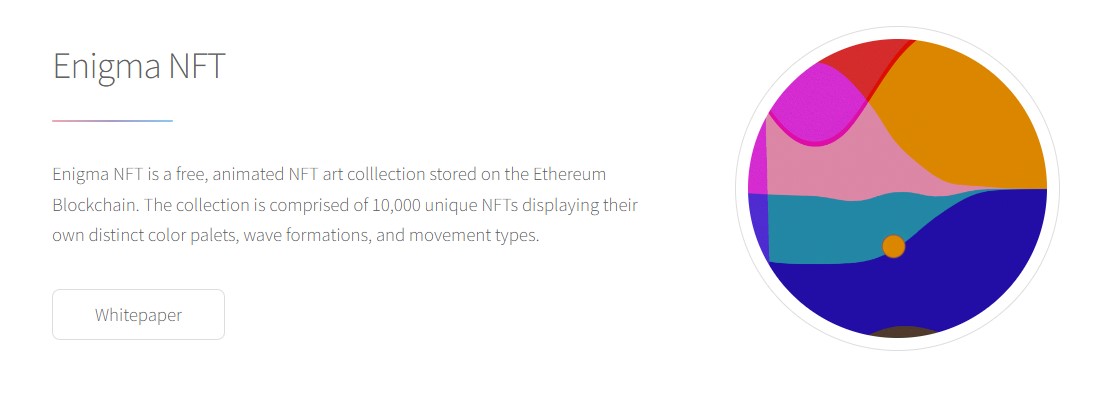 Enigma NFT
Enigma NFT is a free, animated NFT art colllection stored on the Ethereum
Blockchain. The collection is comprised of 10,000 unique NFTs displaying their
own distinct color palets, wave formations, and movement types.
Whitepaper